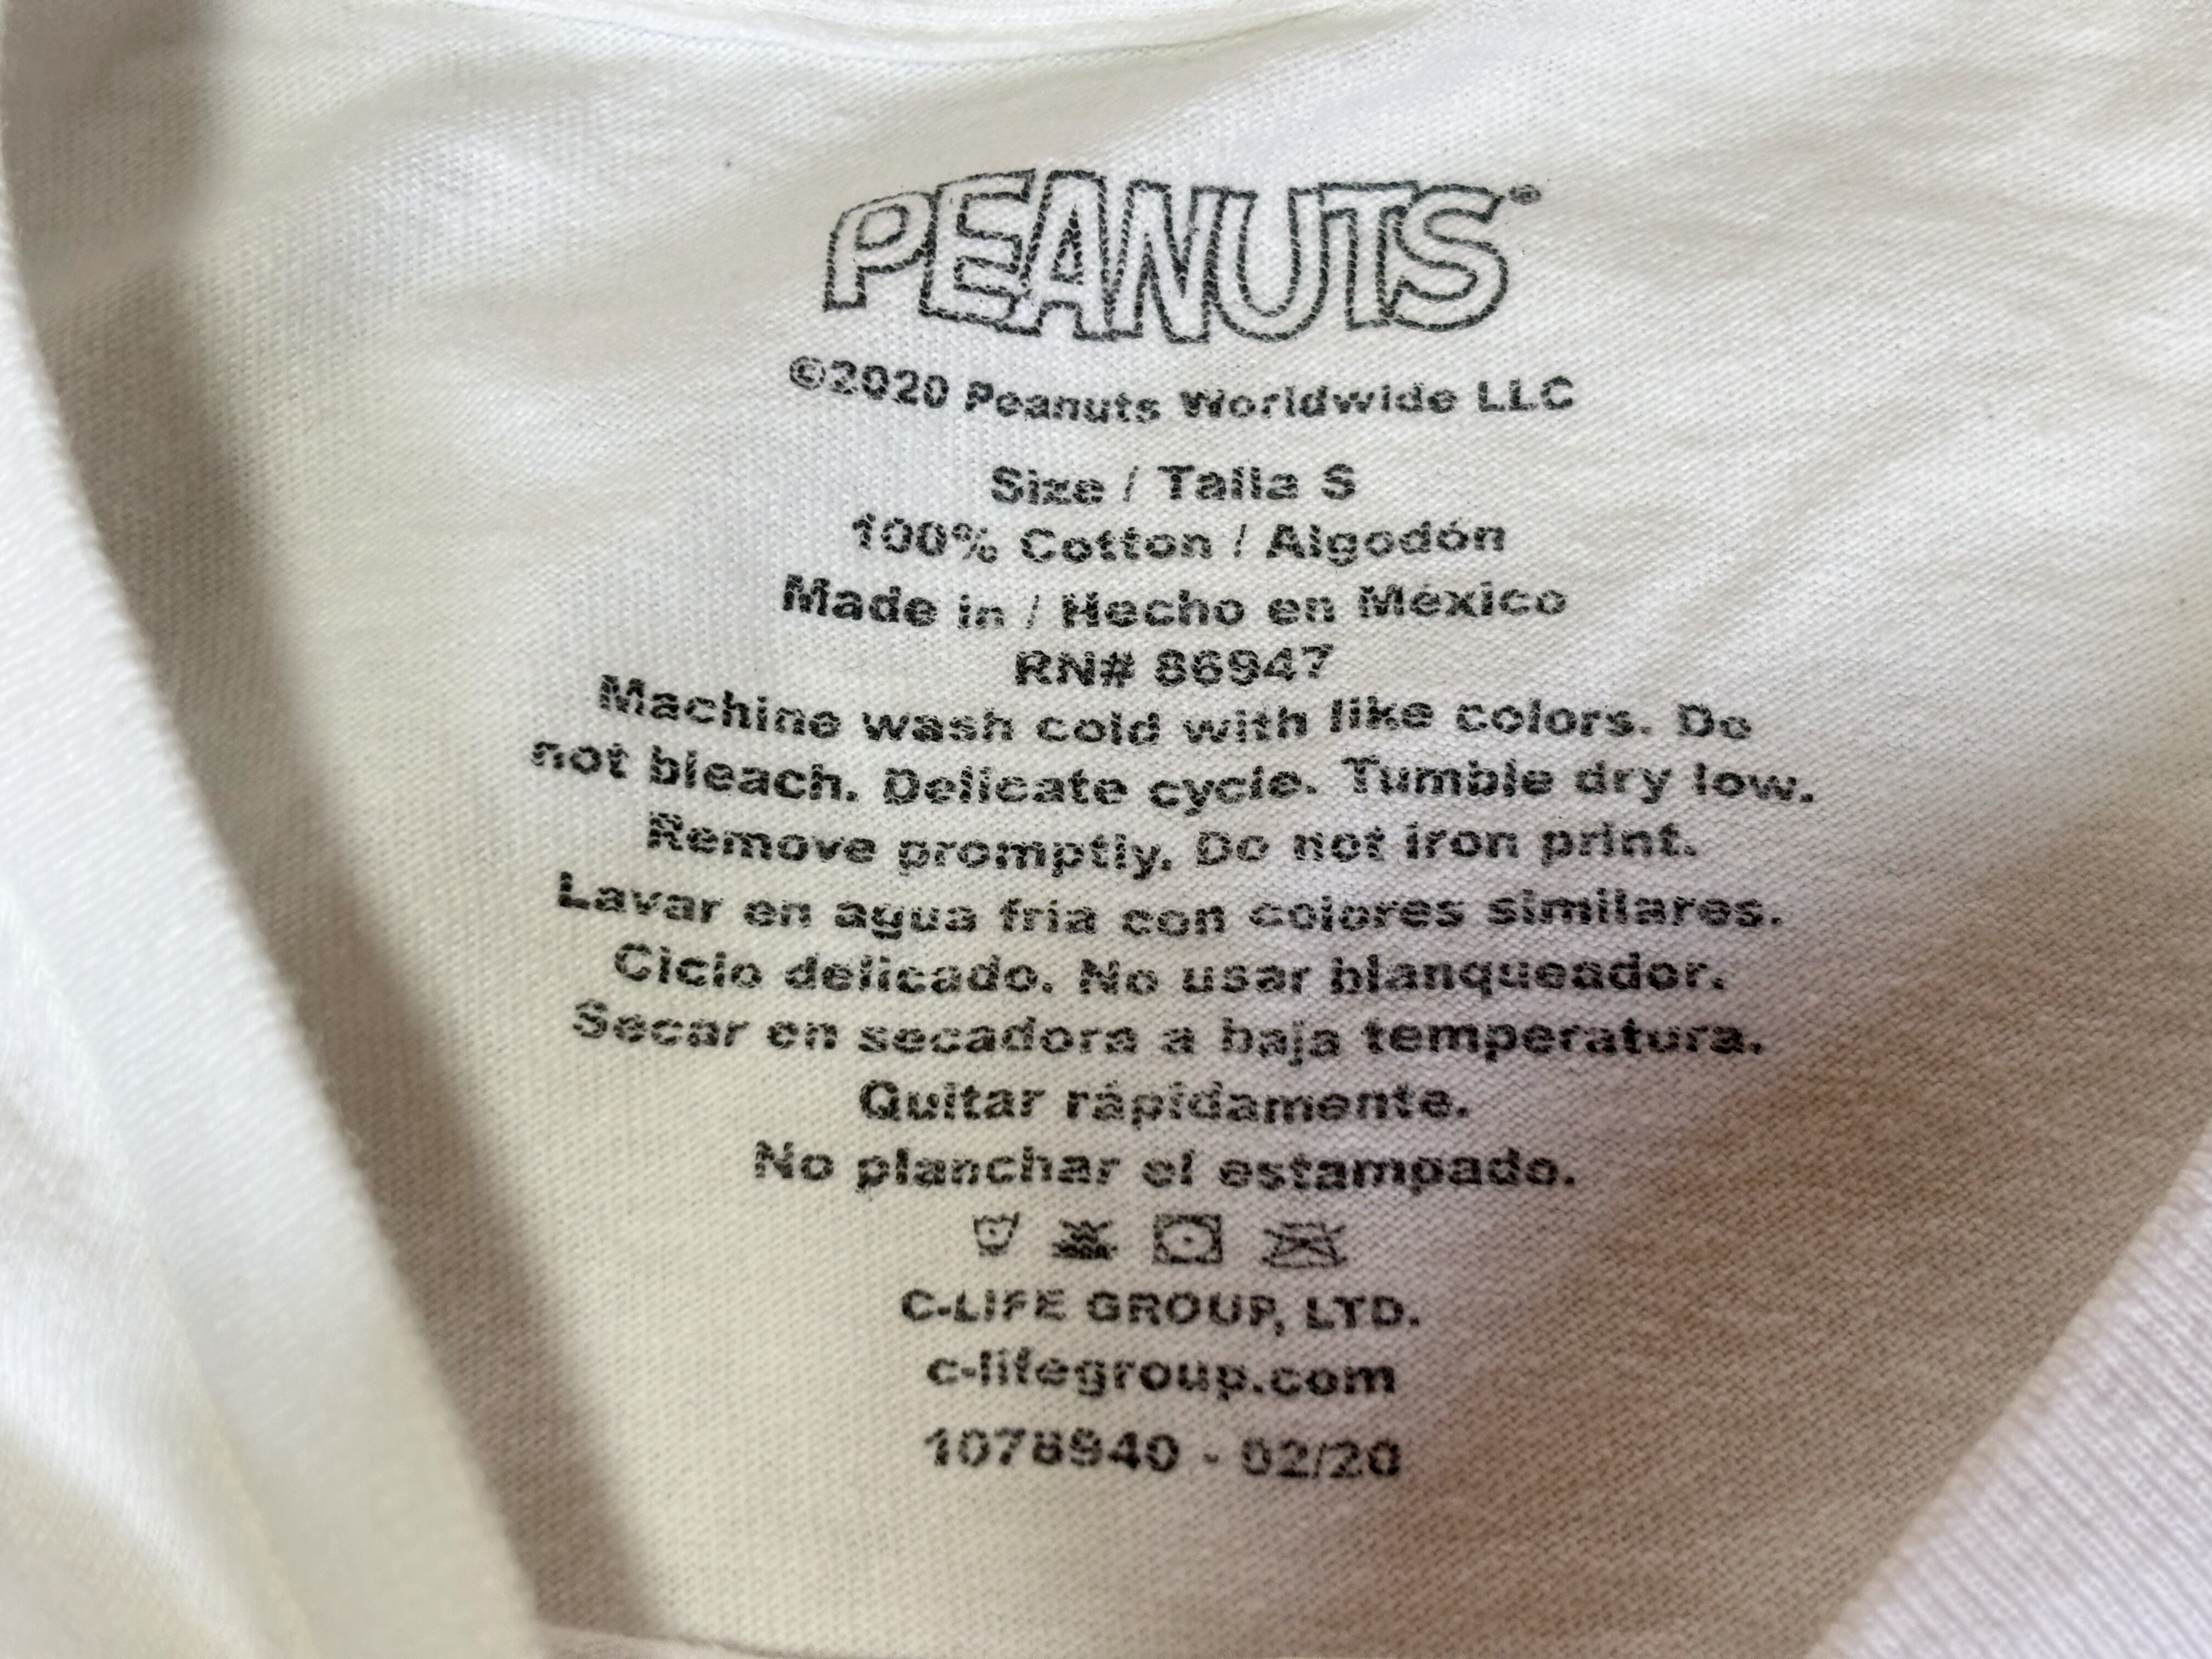 PEANUTS
©2020 Peanuts Worldwide LLC
Size / Talla S
100% Cotton / Algodón
Made in / Hecho en México
RN# 86947
Machine wash cold with like colors. Do
not bleach. Delicate cycle. Tumble dry low.
Remove promptly. Do not iron print.
Lavar en agua fría con colores similares.
Ciclo delicado. No usar blanqueador.
Secar en secadora a baja temperatura.
Quitar rápidamente.
No planchar el estampado.
C-LIFE GROUP, LTD.
c-lifegroup.com
1078940 - 02/20